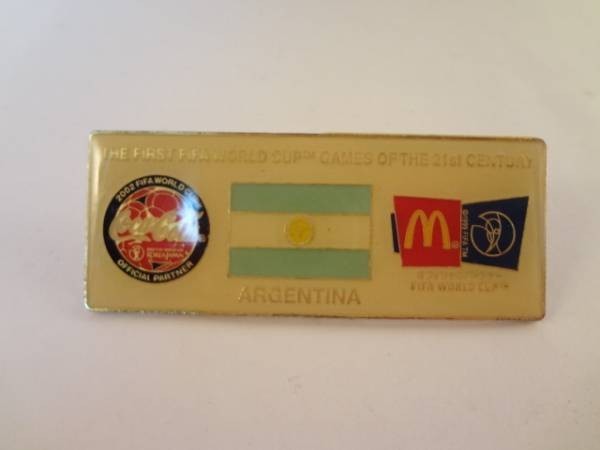 THE FIRST FIFA WORLD CUP™ GAMES OF THE 21st CENTURY
2002 FIFA WORLD CUP
Coca-Cola
KOREAJAPAN
OFFICIAL PARTNER
ARGENTINA
M®
FIFA WORLD CUP™